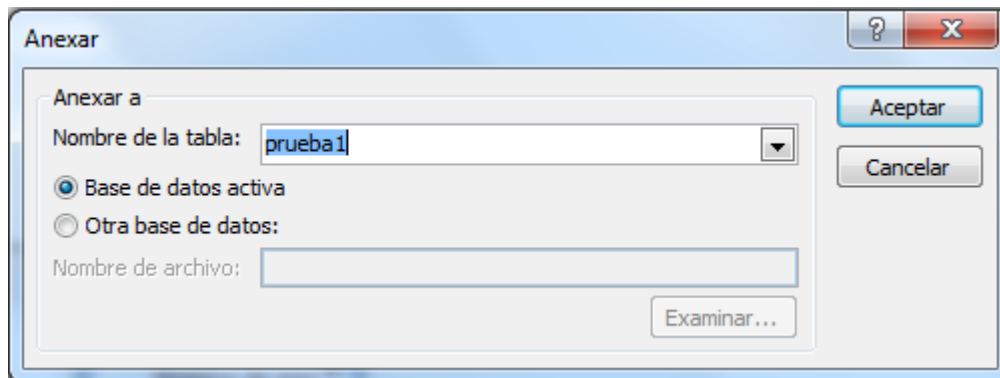 Anexar
Anexar a
Nombre de la tabla: prueba1
Base de datos activa
Otra base de datos:
Nombre de archivo:
Examinar...
Aceptar
Cancelar